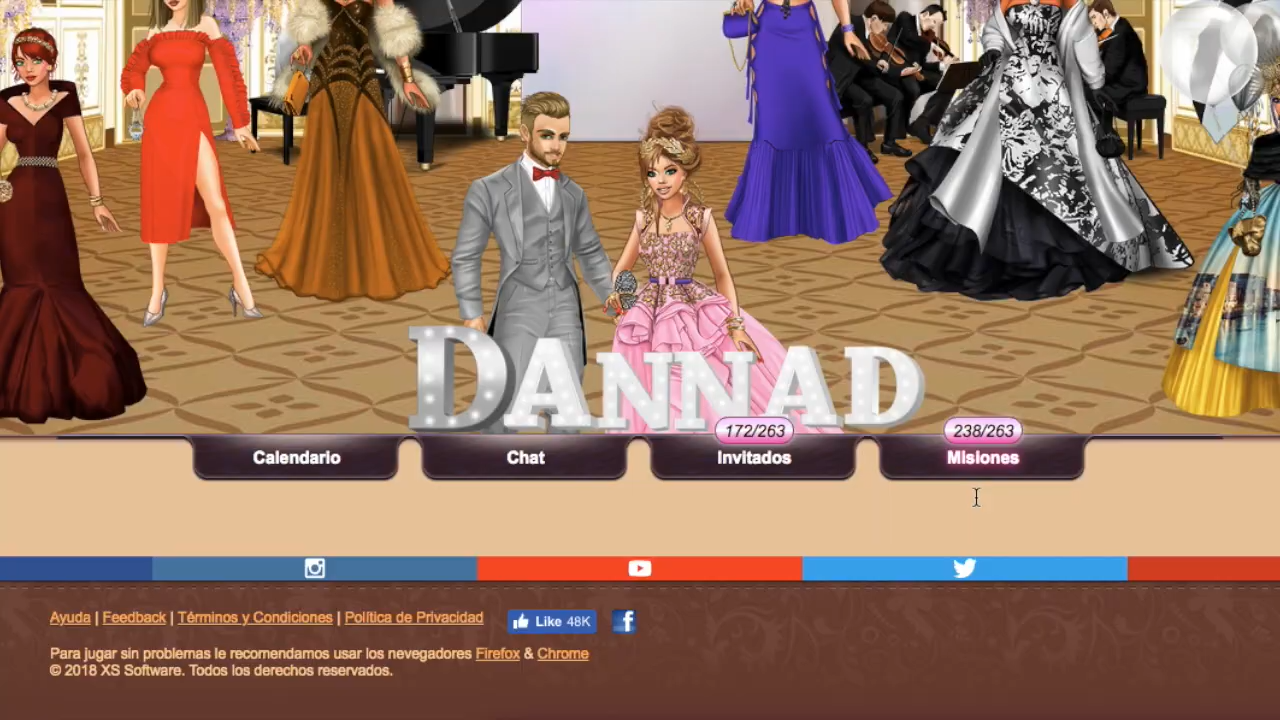 DANNAD
172/263
238/263
Calendario
Chat
Invitados
Misiones
Ayuda | Feedback | Términos y Condiciones | Política de Privacidad
Like 48K
Para jugar sin problemas le recomendamos usar los nevegadores Firefox & Chrome
© 2018 XS Software. Todos los derechos reservados.